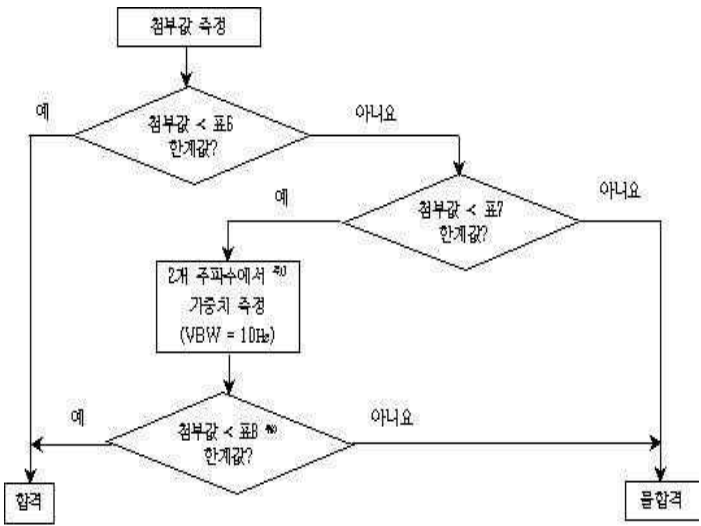 첨부값 측정
예
아니요
첨부값 < 표6
한계값?
예
아니요
첨부값 < 표7
한계값?
2개 주파수에서
가중치 측정
(VBW = 10Hz)
예
아니요
첨부값 < 표8
한계값?
합격
불합격